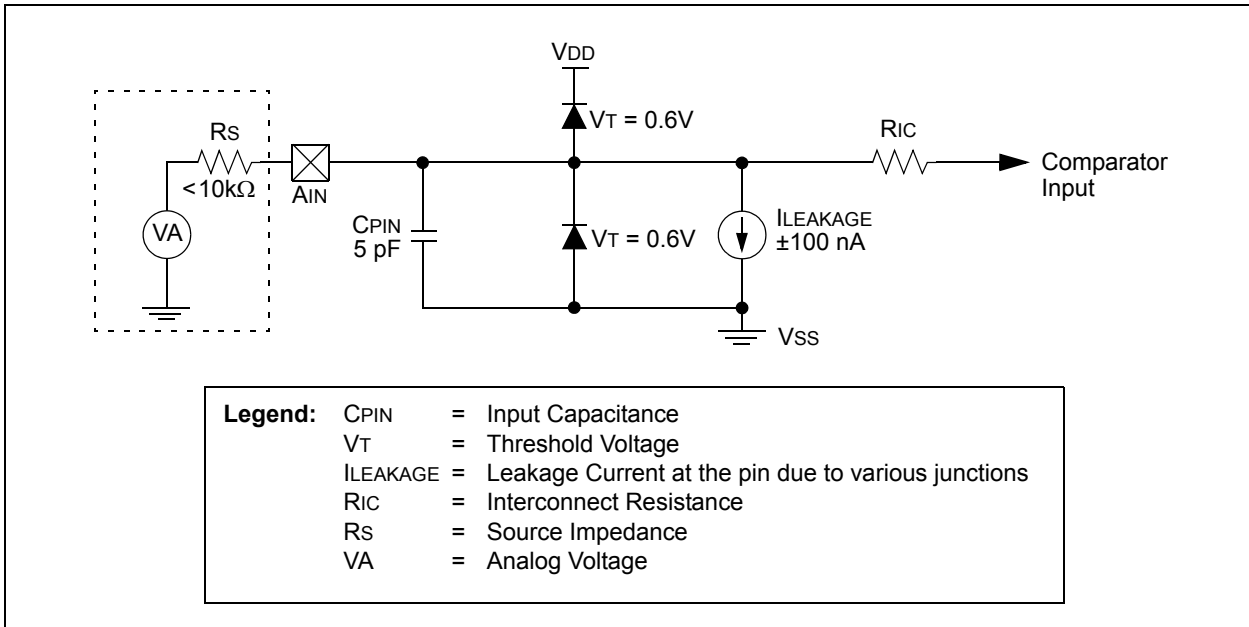 VDD
VT = 0.6V
RS
<10kΩ
AIN
RIC
Comparator
Input
VA
CPIN
5 pF
VT = 0.6V
ILEAKAGE
±100 nA
VSS
Legend: CPIN = Input Capacitance
VT = Threshold Voltage
ILEAKAGE = Leakage Current at the pin due to various junctions
RIC = Interconnect Resistance
RS = Source Impedance
VA = Analog Voltage